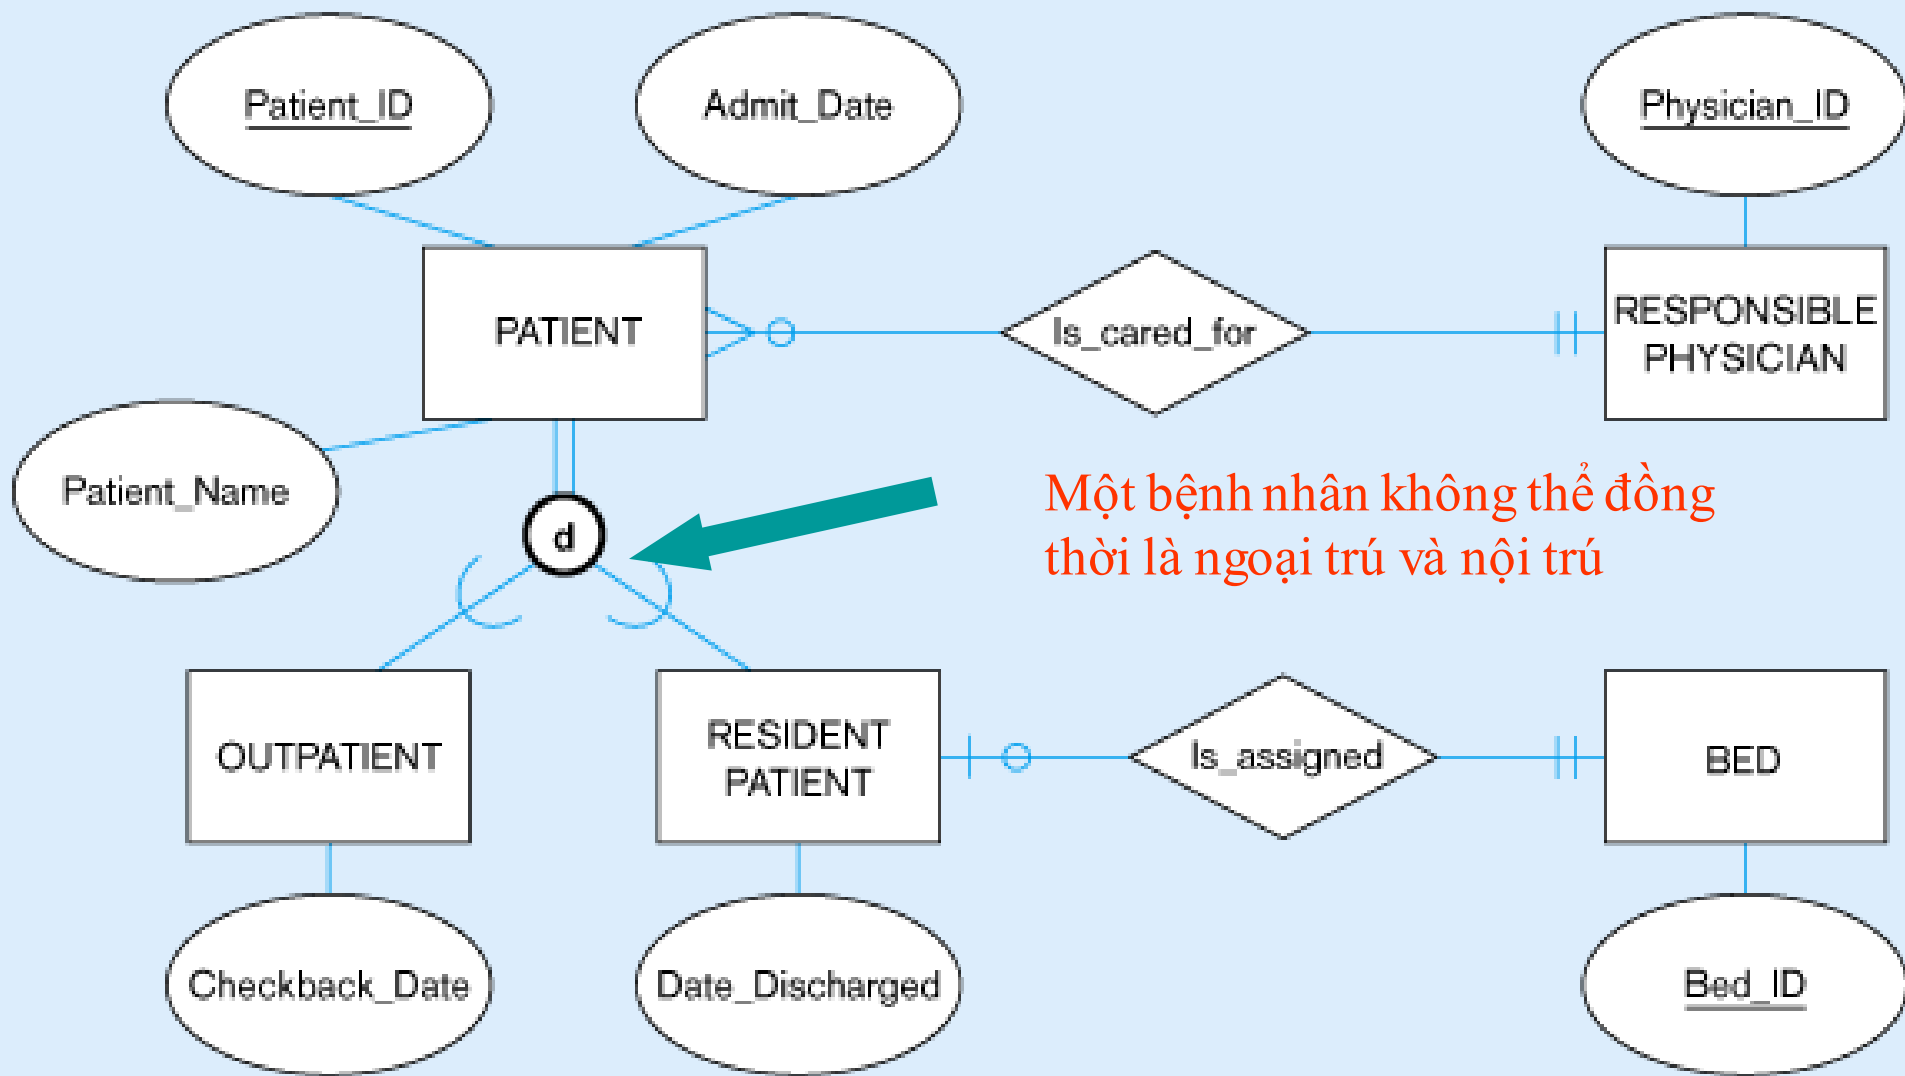 Patient_ID
Admit_Date
Physician_ID
PATIENT
Is_cared_for
RESPONSIBLE
PHYSICIAN
Patient_Name
Một bệnh nhân không thể đồng
thời là ngoại trú và nội trú
d
OUTPATIENT
RESIDENT
PATIENT
Is_assigned
BED
Checkback_Date
Date_Discharged
Bed_ID